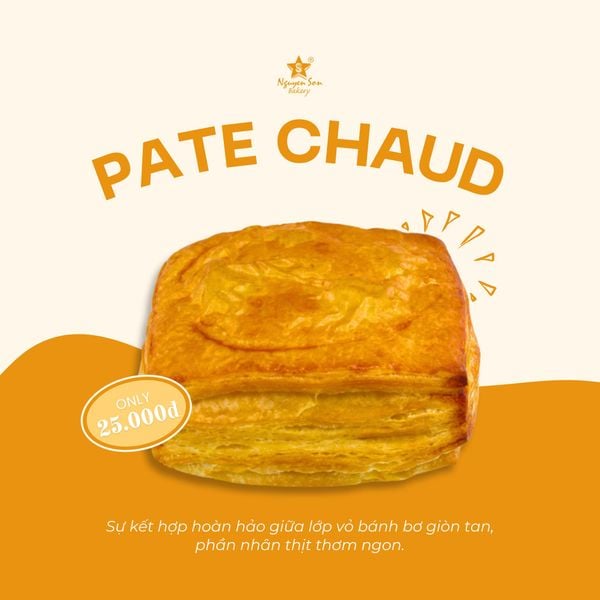 Nguyen Son
Bakery
PATE CHAUD
ONLY
25.000đ
Sự kết hợp hoàn hảo giữa lớp vỏ bánh bơ giòn tan,
phần nhân thịt thơm ngon.